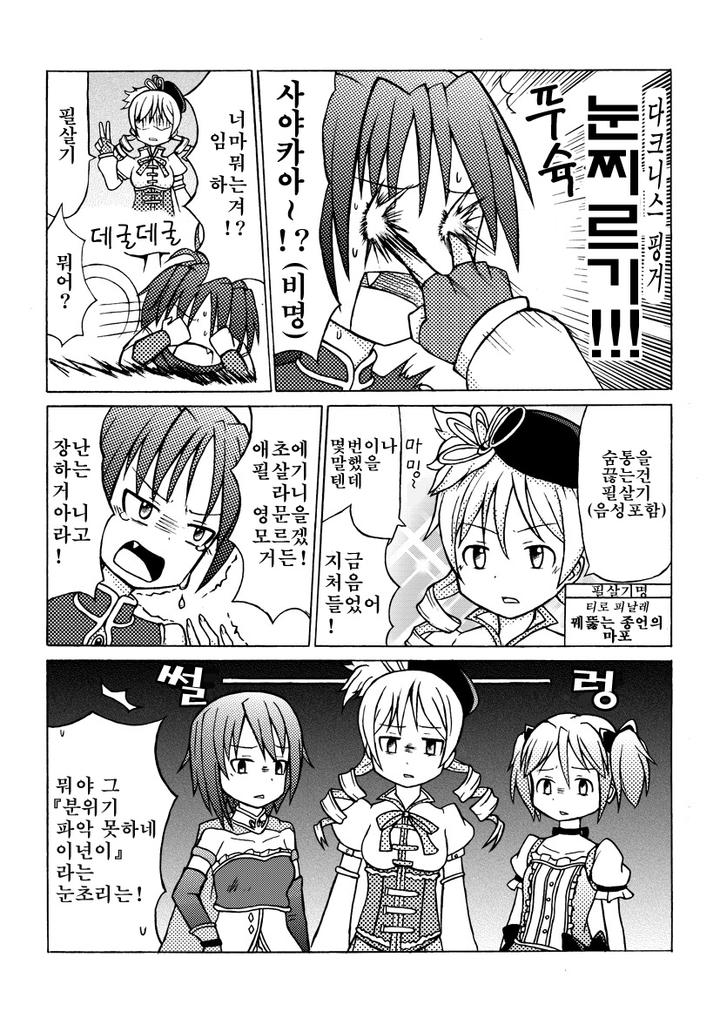 다크니스 핑거
눈찌르기!!!
푸슉
사야카아~!?(비명)
너
임마
뭐
하는
겨
!?
필살기
데굴데굴
뭐어?
숨통을
끊는건
필살기
(음성포함)
마밍~
필살기명
티로 피날레
꿰뚫는 종언의
마포
몇번이나
말했을
텐데
지금
처음
들었어!
애초에
필살기
라니
영문을
모르겠
거든!
장난
하는
거
아니
라고!
썰ー렁
뭐야 그
『분위기
파악 못하네
이년이』
라는
눈초리는!